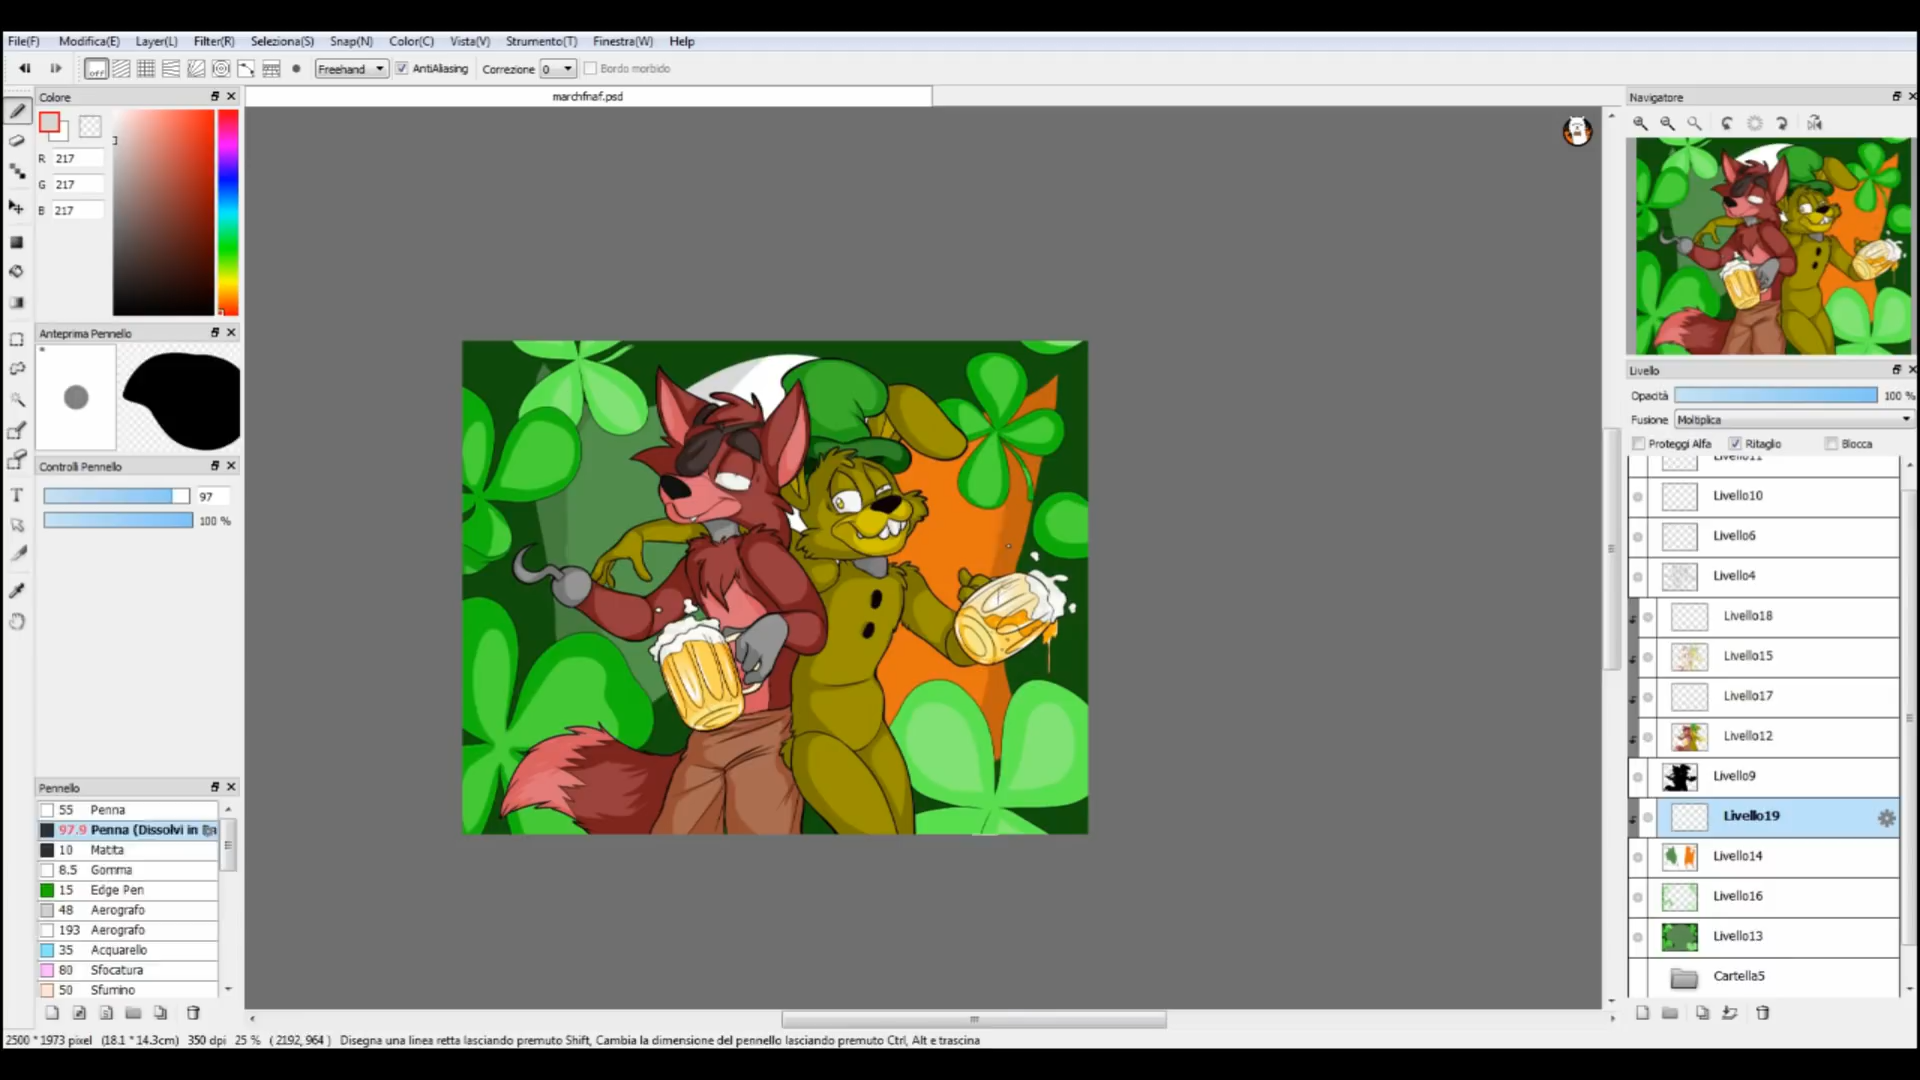 File(F) Modifica(E) Layer(L) Filter(R) Seleziona(S) Snap(N) Color(C) Vista(V) Strumento(T) Finestra(W) Help
off Freehand AntiAliasing Correzione 0 Bordo morbido
Colore
marchfnaf.psd
Navigatore
R 217
G 217
B 217
Anteprima Pennello
Controlli Pennello
97
100 %
Pennello
55 Penna
97.9 Penna (Dissolvi in
10 Matita
8.5 Gomma
15 Edge Pen
48 Aerografo
193 Aerografo
35 Acquarello
80 Sfocatura
50 Sfumino
Livello
Opacità 100 %
Fusione Moltiplica
Proteggi Alfa Ritaglio Blocca
Livello11
Livello10
Livello6
Livello4
Livello18
Livello15
Livello17
Livello12
Livello9
Livello19
Livello14
Livello16
Livello13
Cartella5
2500 * 1973 pixel (18.1 * 14.3cm) 350 dpi 25 % ( 2192, 964 ) Disegna una linea retta lasciando premuto Shift, Cambia la dimensione del pennello lasciando premuto Ctrl, Alt e trascina